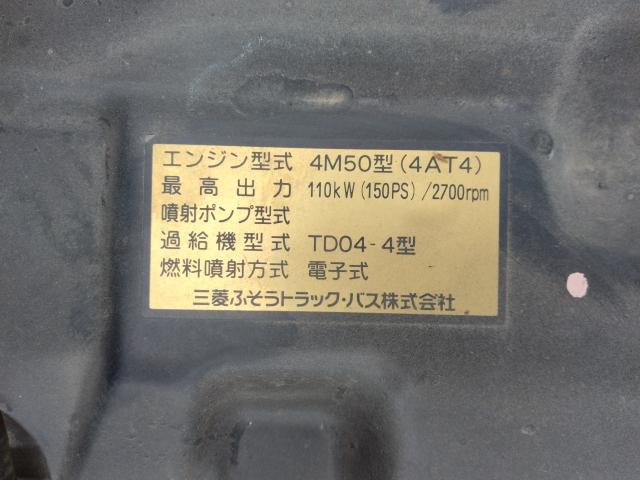 エンジン型式 4M50型(4AT4)
最高出力 110kW(150PS)/2700rpm
噴射ポンプ型式
過給機型式 TD04-4型
燃料噴射方式 電子式
三菱ふそうトラック・バス株式会社